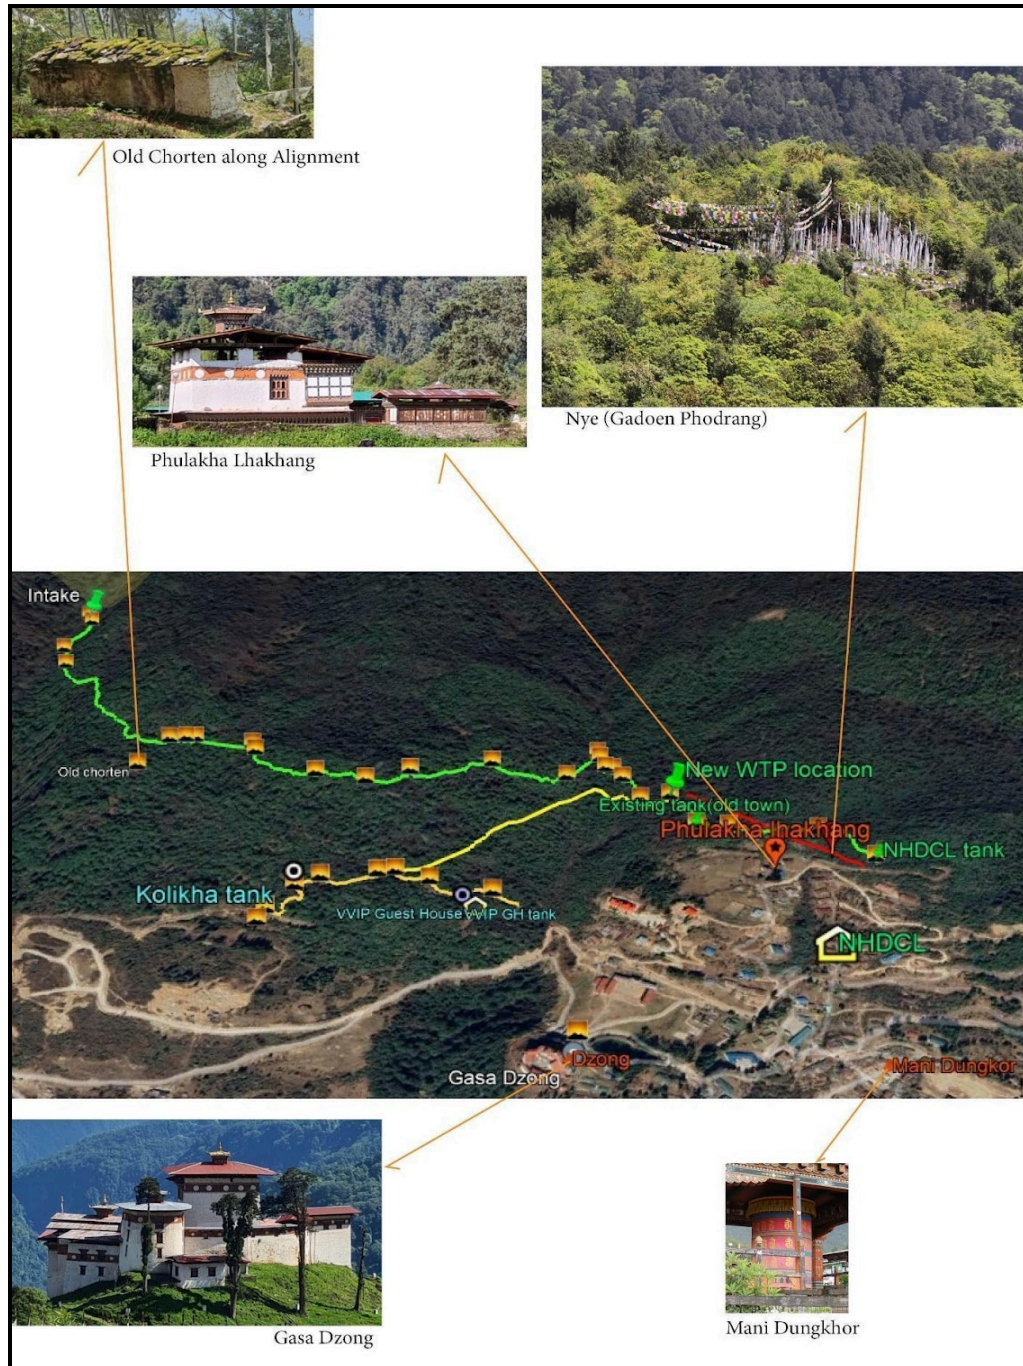 Old Chorten along Alignment
Nye (Gadoen Phodrang)
Phulakha Lhakhang
Intake
Old chorten
New WTP location
Existing tank(old town)
Phulakha lhakhang
NHDCL tank
Kolikha tank
VVIP Guest House VVIP GH tank
NHDCL
Dzong
Gasa Dzong
Mani Dungkor
Gasa Dzong
Mani Dungkhor